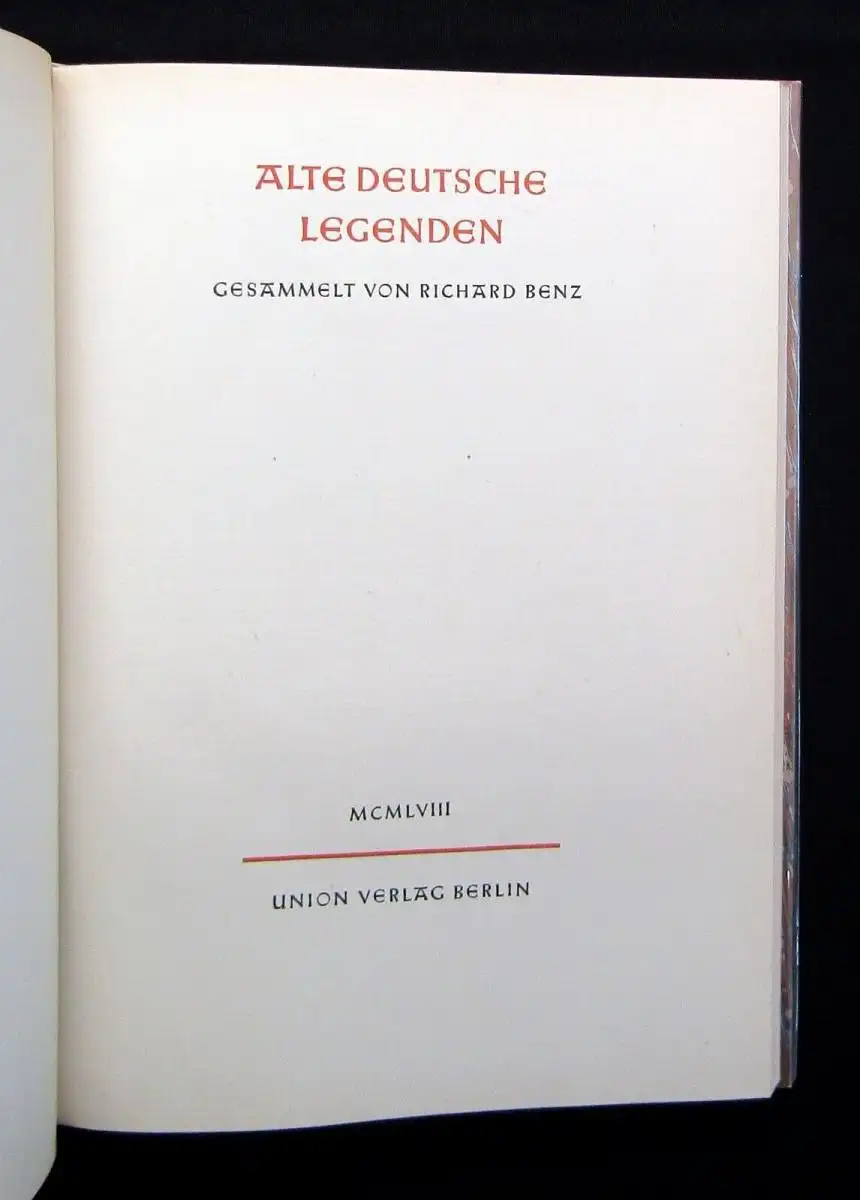 ALTE DEUTSCHE
LEGENDEN
GESAMMELT VON RICHARD BENZ
MCMLVIII
UNION VERLAG BERLIN